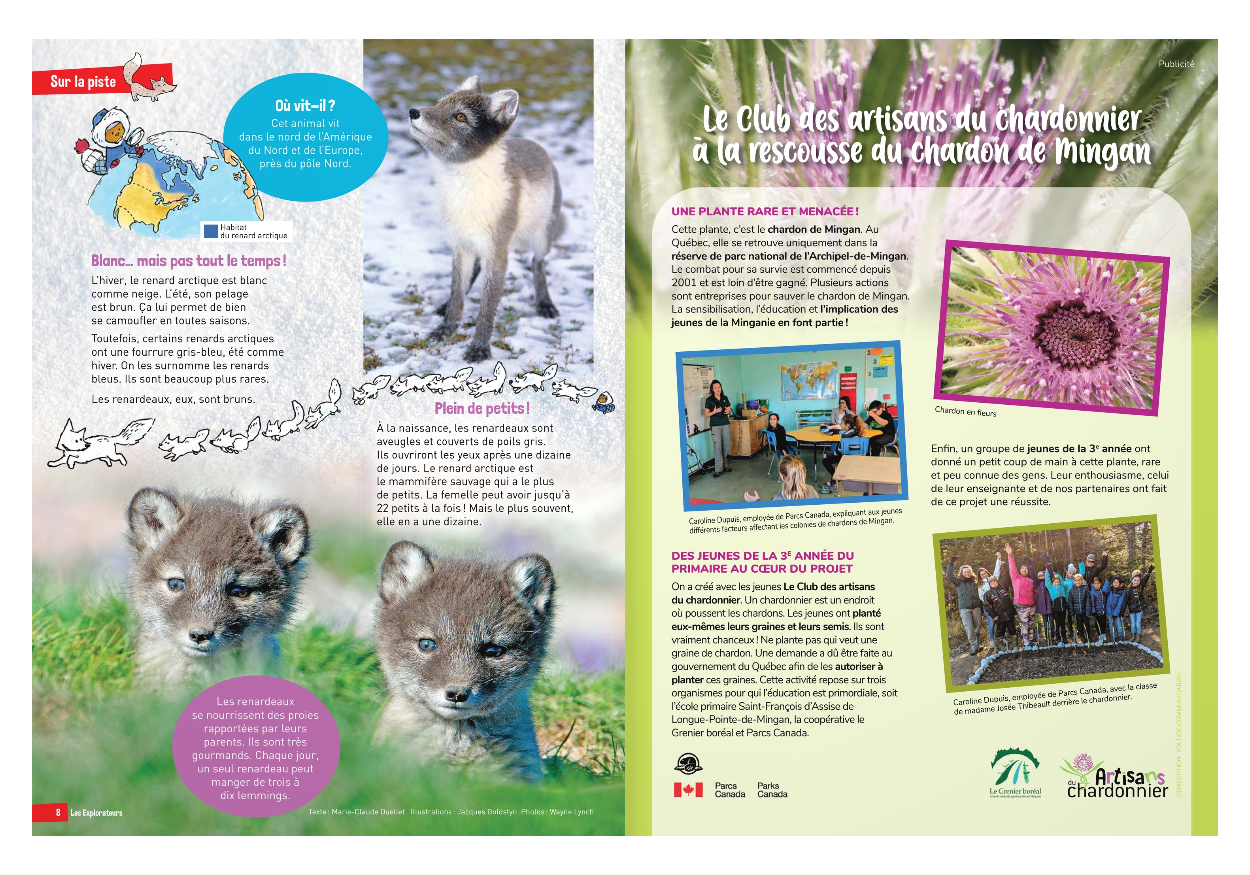 Sur la piste
Où vit-il ?
Cet animal vit
dans le nord de l'Amérique
du Nord et de l'Europe,
près du pôle Nord.
Habitat
du renard arctique
Blanc... mais pas tout le temps !
L'hiver, le renard arctique est blanc
comme neige. L'été, son pelage
est brun. Ça lui permet de bien
se camoufler en toutes saisons.
Toutefois, certains renards arctiques
ont une fourrure gris-bleu, été comme
hiver. On les surnomme les renards
bleus. Ils sont beaucoup plus rares.
Les renardeaux, eux, sont bruns.
Plein de petits !
À la naissance, les renardeaux sont
aveugles et couverts de poils gris.
Ils ouvriront les yeux après une dizaine
de jours. Le renard arctique est
le mammifère sauvage qui a le plus
de petits. La femelle peut avoir jusqu'à
22 petits à la fois ! Mais le plus souvent,
elle en a une dizaine.
Les renardeaux
se nourrissent des proies
rapportées par leurs
parents. Ils sont très
gourmands. Chaque jour,
un seul renardeau peut
manger de trois à
dix lemmings.
8 Les Explorateurs
Texte : Marie-Claude Ouellet Illustrations : Jacques Goldstyn Photos : Wayne Lynch
Publicité
Le Club des artisans du chardonnier
à la rescousse du chardon de Mingan
UNE PLANTE RARE ET MENACÉE !
Cette plante, c'est le chardon de Mingan. Au
Québec, elle se retrouve uniquement dans la
réserve de parc national de l'Archipel-de-Mingan.
Le combat pour sa survie est commencé depuis
2001 et est loin d'être gagné. Plusieurs actions
sont entreprises pour sauver le chardon de Mingan.
La sensibilisation, l'éducation et l'implication des
jeunes de la Minganie en font partie !
Caroline Dupuis, employée de Parcs Canada, expliquant aux jeunes
différents facteurs affectant les colonies de chardons de Mingan.
DES JEUNES DE LA 3E ANNÉE DU
PRIMAIRE AU CŒUR DU PROJET
On a créé avec les jeunes Le Club des artisans
du chardonnier. Un chardonnier est un endroit
où poussent les chardons. Les jeunes ont planté
eux-mêmes leurs graines et leurs semis. Ils sont
vraiment chanceux ! Ne plante pas qui veut une
graine de chardon. Une demande a dû être faite au
gouvernement du Québec afin de les autoriser à
planter ces graines. Cette activité repose sur trois
organismes pour qui l'éducation est primordiale, soit
l'école primaire Saint-François d'Assise de
Longue-Pointe-de-Mingan, la coopérative le
Grenier boréal et Parcs Canada.
Chardon en fleurs
Enfin, un groupe de jeunes de la 3e année ont
donné un petit coup de main à cette plante, rare
et peu connue des gens. Leur enthousiasme, celui
de leur enseignante et de nos partenaires ont fait
de ce projet une réussite.
Caroline Dupuis, employée de Parcs Canada, avec la classe
de madame Josée Thibeault derrière le chardonnier.
Parcs Parks
Canada Canada
Le Grenier boréal
Artisans
du
chardonnier
CONCEPTION : VOLTIGE COMMUNICATION